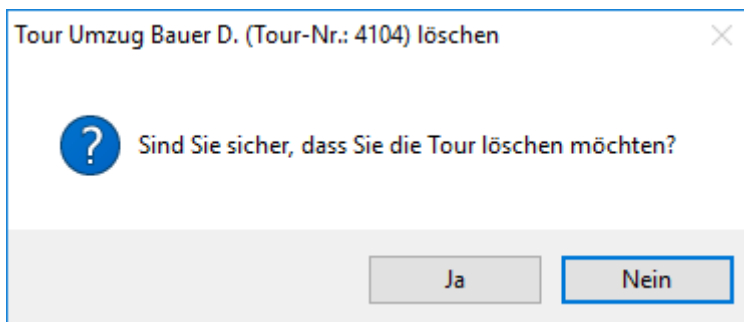 Tour Umzug Bauer D. (Tour-Nr.: 4104) löschen
Sind Sie sicher, dass Sie die Tour löschen möchten?
Ja
Nein